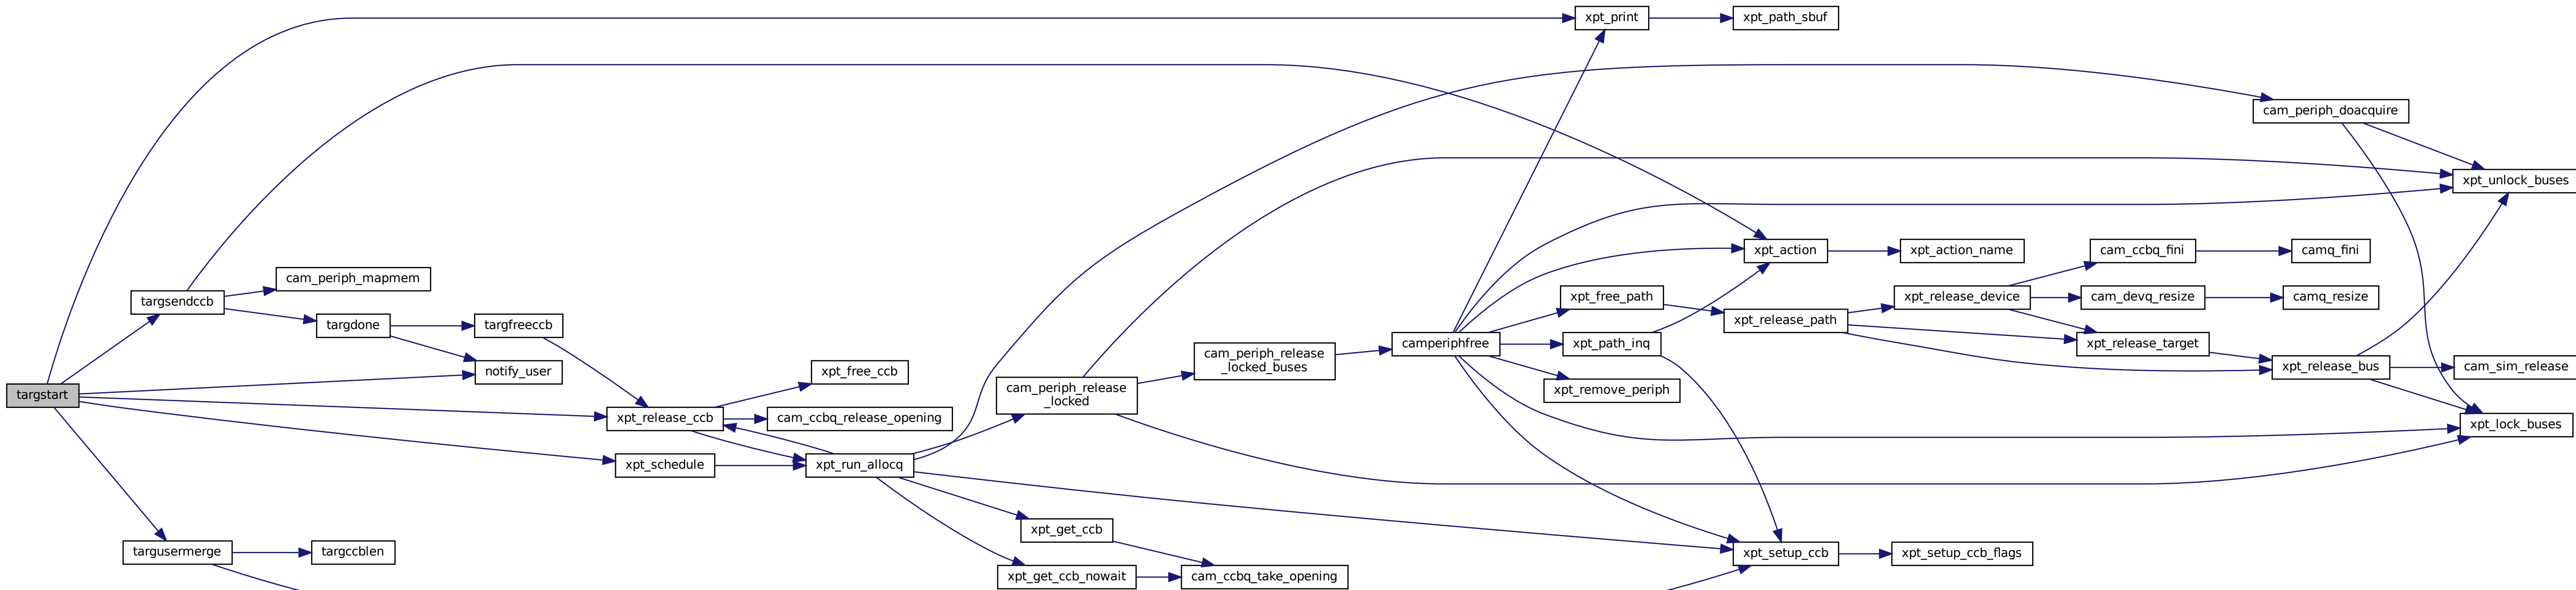 xpt_print
xpt_path_sbuf
cam_periph_doacquire
xpt_unlock_buses
xpt_action
xpt_action_name
cam_ccbq_fini
camq_fini
cam_periph_mapmem
targsendccb
xpt_free_path
xpt_release_device
cam_devq_resize
camq_resize
targdone
targfreeccb
xpt_release_path
camperiphfree
xpt_path_inq
xpt_release_target
cam_periph_release
_locked_buses
notify_user
xpt_free_ccb
xpt_release_bus
cam_sim_release
targstart
cam_periph_release
_locked
xpt_remove_periph
xpt_release_ccb
cam_ccbq_release_opening
xpt_lock_buses
xpt_schedule
xpt_run_allocq
xpt_get_ccb
targusermerge
targccblen
xpt_setup_ccb
xpt_setup_ccb_flags
xpt_get_ccb_nowait
cam_ccbq_take_opening